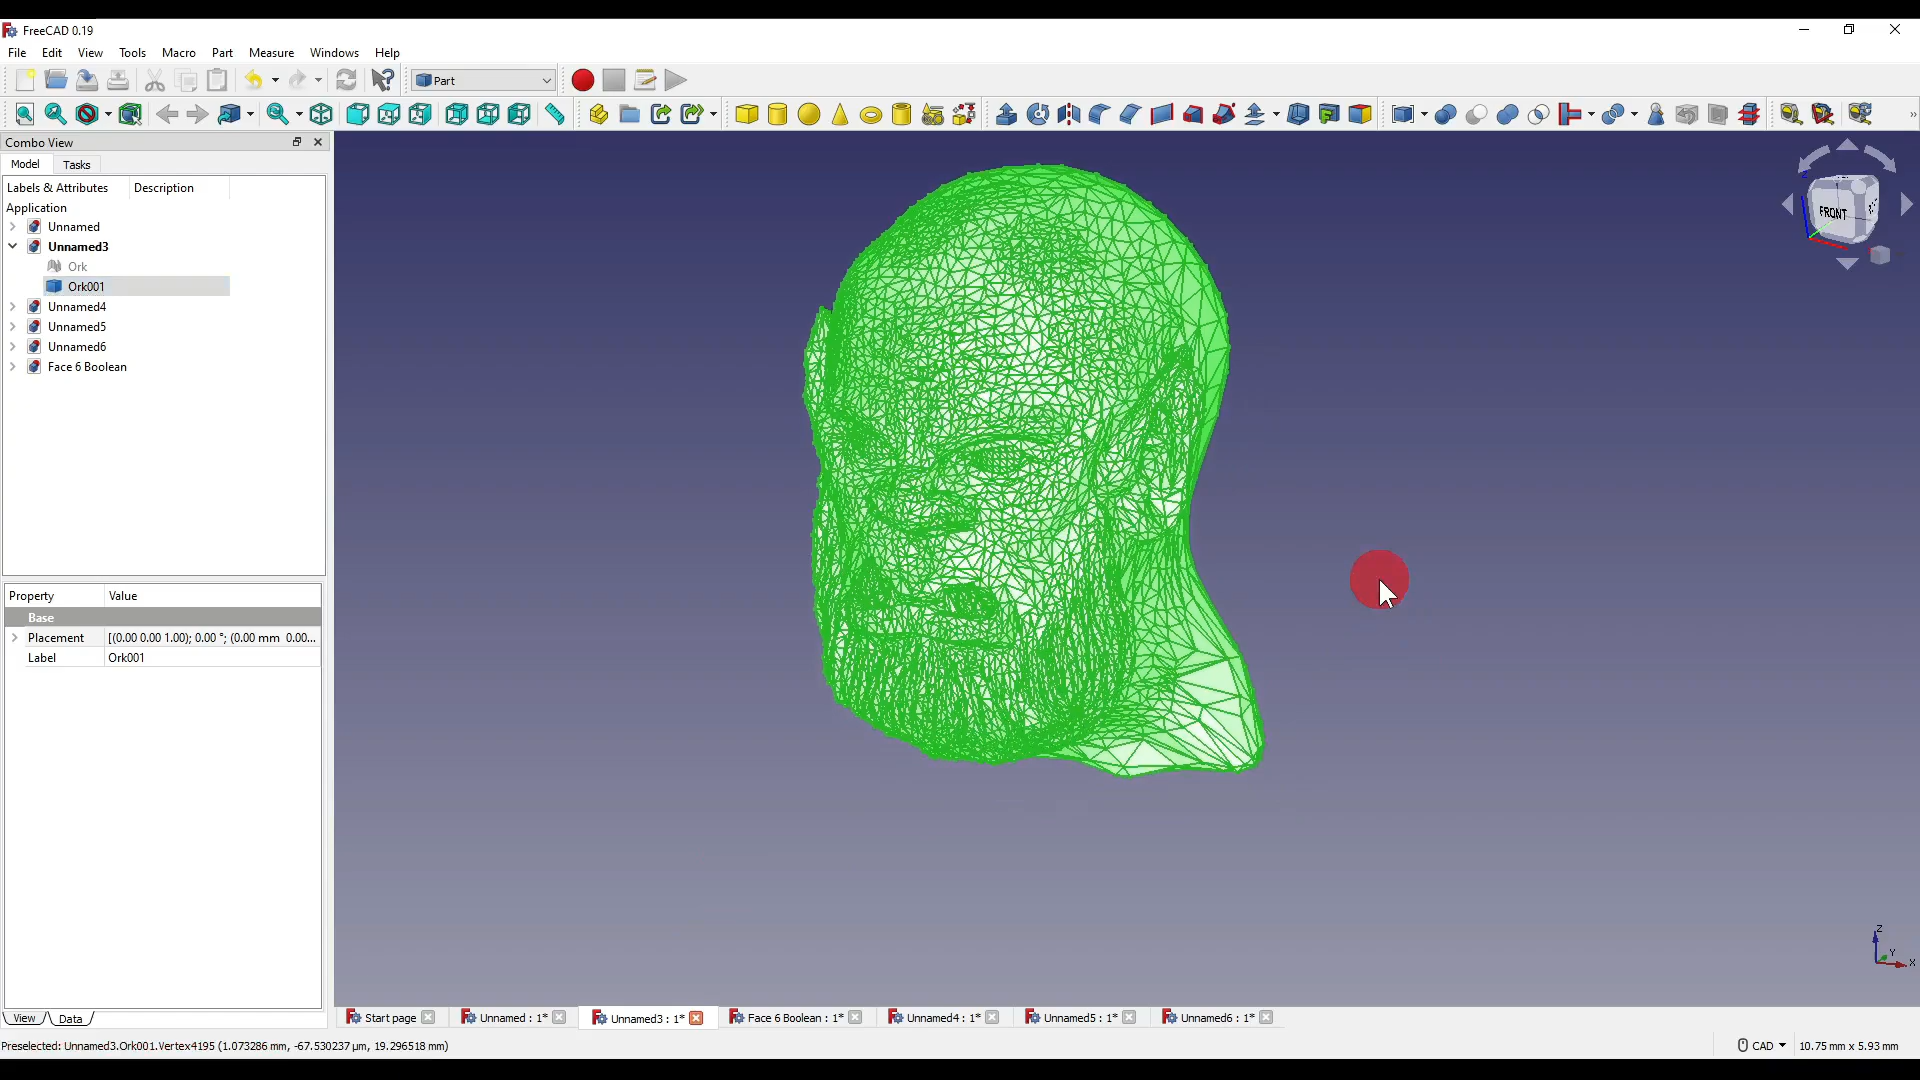 FreeCAD 0.19
File Edit View Tools Macro Part Measure Windows Help
Part
Combo View
Model Tasks
Labels & Attributes Description
Application
Unnamed
Unnamed3
Ork
Ork001
Unnamed4
Unnamed5
Unnamed6
Face 6 Boolean
FRONT
Property Value
Base
Placement [(0.00 0.00 1.00); 0.00 °; (0.00 mm 0.00...
Label Ork001
Z
Y
X
View Data
Start page Unnamed : 1* Unnamed3 : 1* Face 6 Boolean : 1* Unnamed4 : 1* Unnamed5 : 1* Unnamed6 : 1*
Preselected: Unnamed3.Ork001.Vertex4195 (1.073286 mm, -67.530237 µm, 19.296518 mm)
CAD 10.75 mm x 5.93 mm